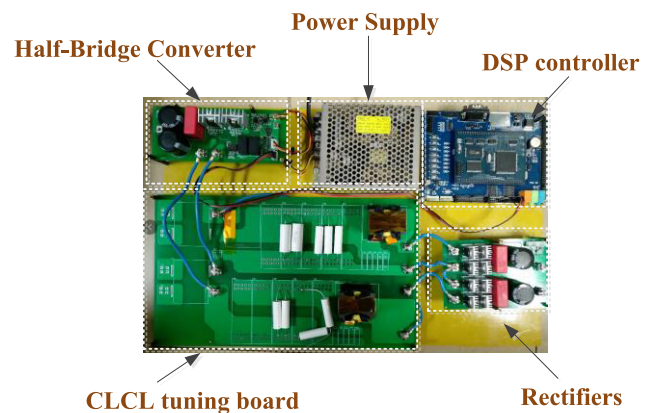 Power Supply
Half-Bridge Converter
DSP controller
CLCL tuning board
Rectifiers